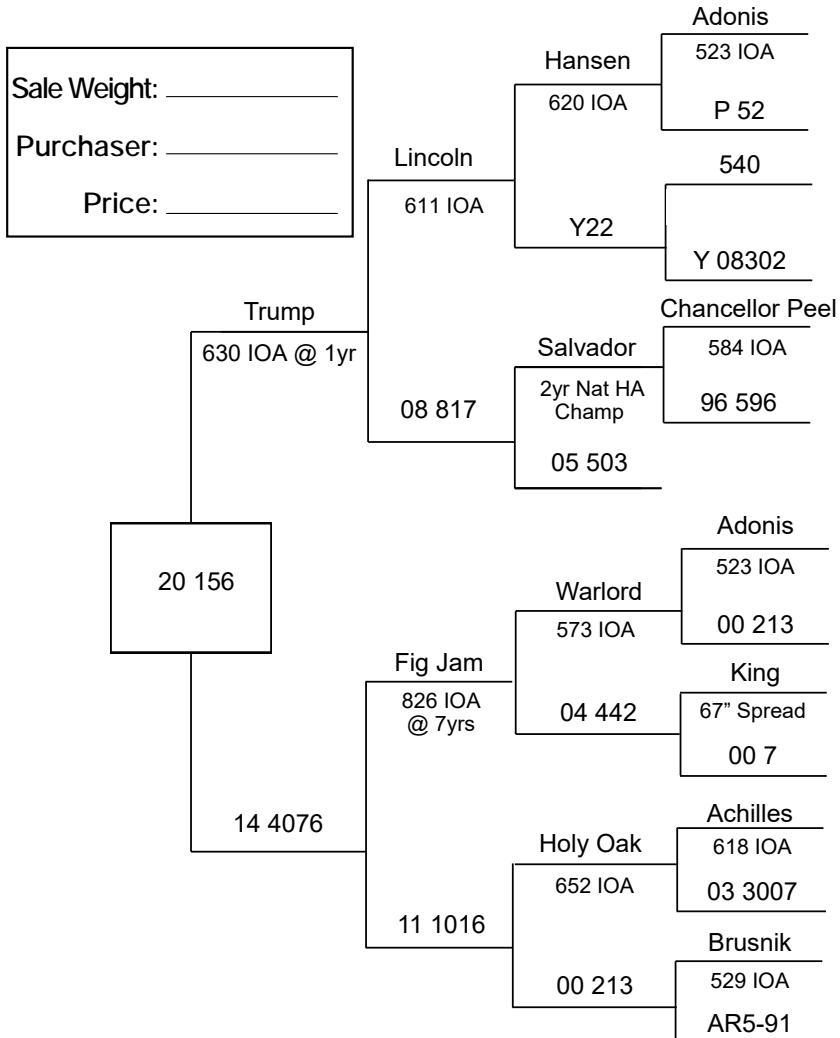 Sale Weight:
Purchaser:
Price:
Adonis
523 IOA
Hansen
620 IOA
P 52
Lincoln
611 IOA
540
Y22
Y 08302
Trump
630 IOA @ 1yr
Chancellor Peel
584 IOA
Salvador
2yr Nat HA
Champ
96 596
08 817
05 503
20 156
Adonis
523 IOA
Warlord
573 IOA
00 213
Fig Jam
826 IOA
@ 7yrs
King
67” Spread
04 442
00 7
14 4076
Achilles
618 IOA
Holy Oak
652 IOA
03 3007
11 1016
Brusnik
529 IOA
00 213
AR5-91